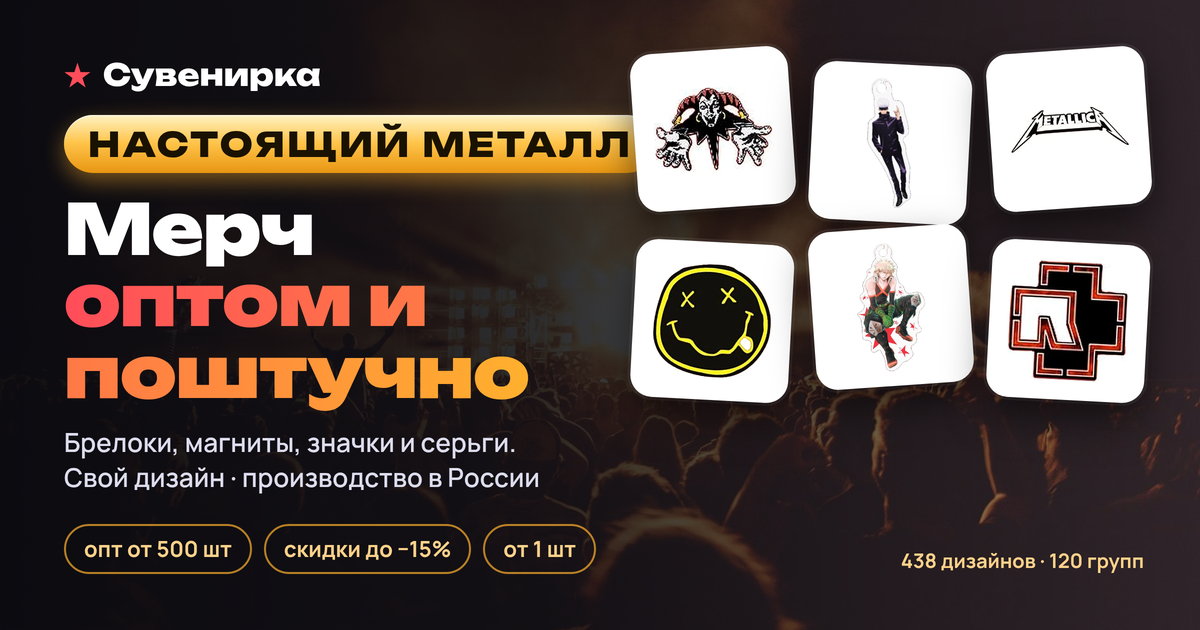 Сувенирка
НАСТОЯЩИЙ МЕТАЛЛ
Мерч
оптом и
поштучно
Брелоки, магниты, значки и серьги.
Свой дизайн · производство в России
опт от 500 шт
скидки до −15%
от 1 шт
METALLICA
438 дизайнов · 120 групп